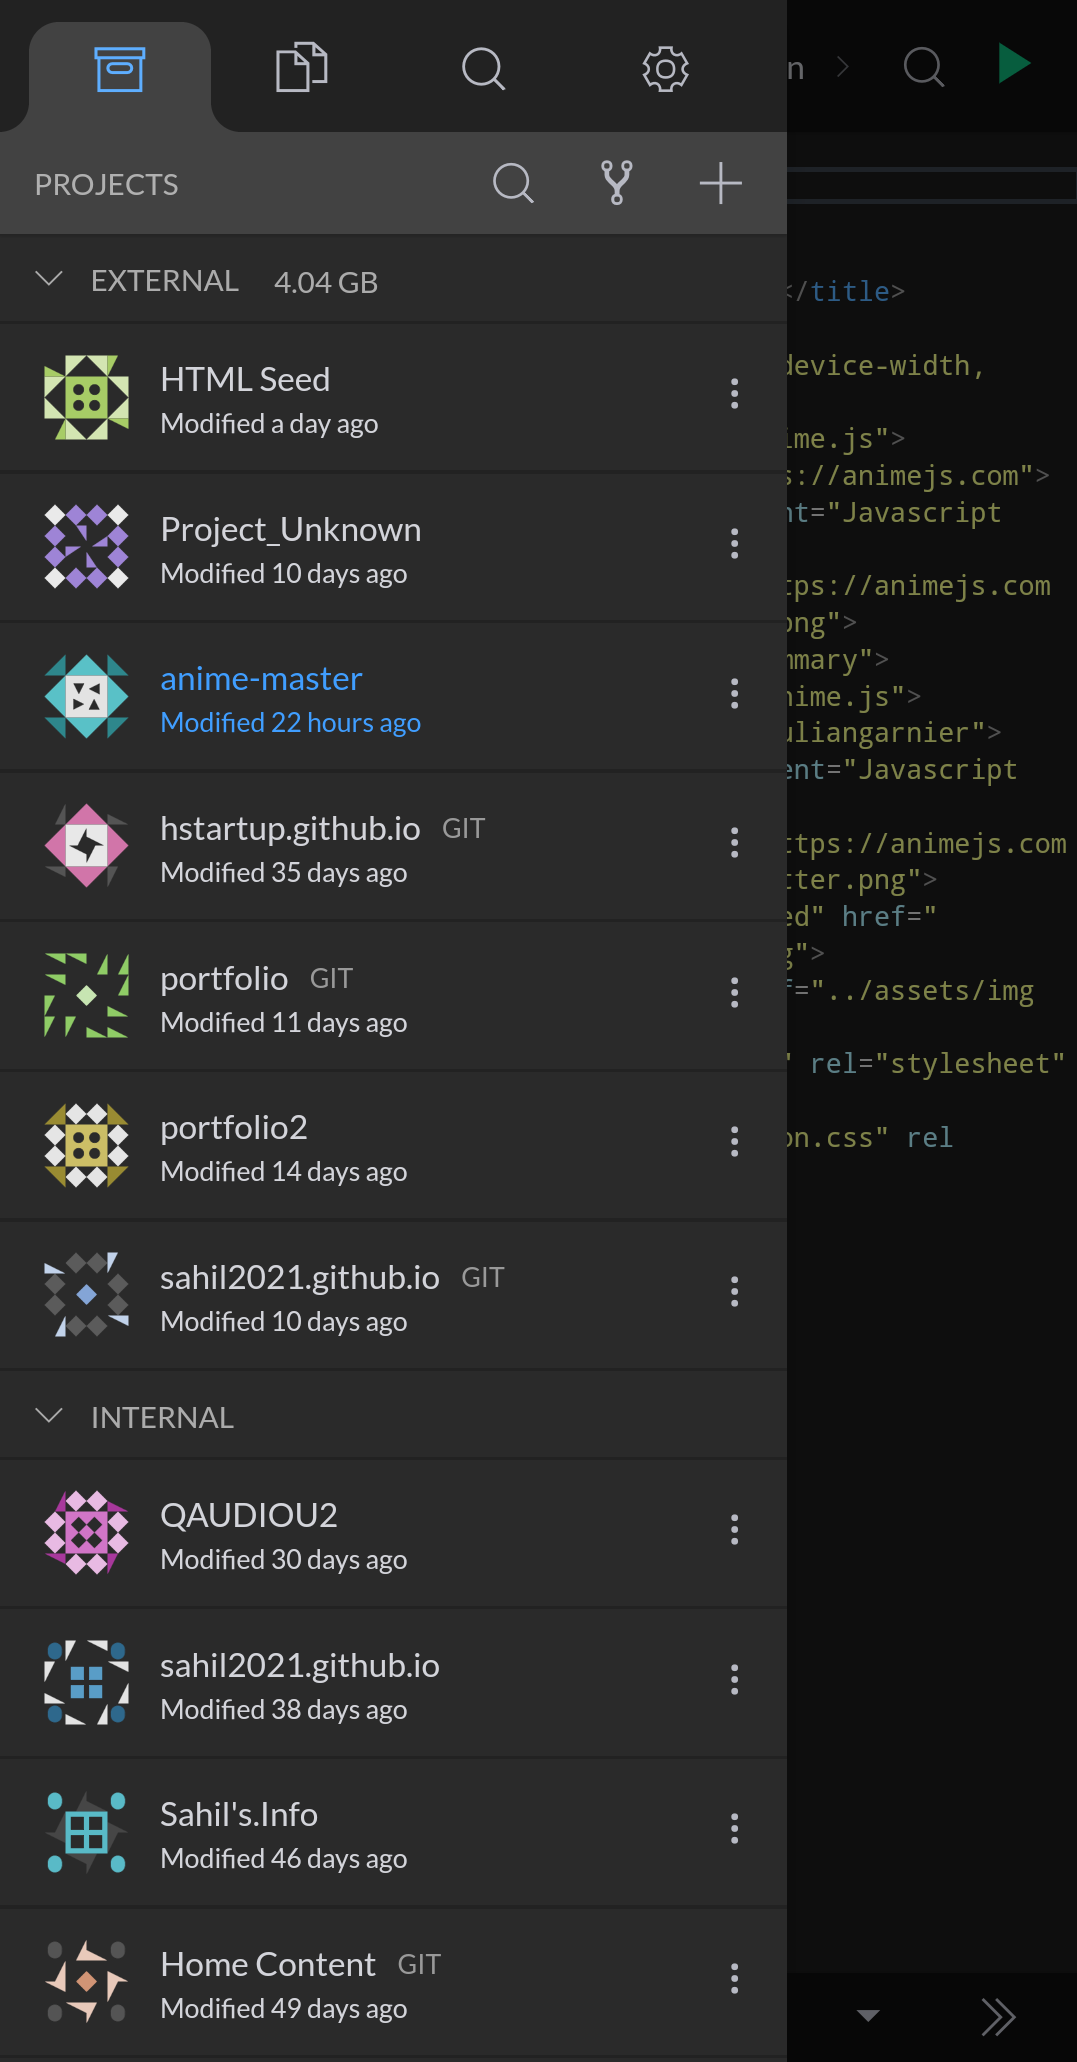 n
PROJECTS
EXTERNAL 4.04 GB
HTML Seed
Modified a day ago
Project_Unknown
Modified 10 days ago
anime-master
Modified 22 hours ago
hstartup.github.io GIT
Modified 35 days ago
portfolio GIT
Modified 11 days ago
portfolio2
Modified 14 days ago
sahil2021.github.io GIT
Modified 10 days ago
INTERNAL
QAUDIOU2
Modified 30 days ago
sahil2021.github.io
Modified 38 days ago
Sahil's.Info
Modified 46 days ago
Home Content GIT
Modified 49 days ago
</title>
device-width,
ime.js">
s://animejs.com">
nt="Javascript
tps://animejs.com
png">
mmary">
nime.js">
uliangarnier">
ent="Javascript
ttps://animejs.com
tter.png">
ed" href="
g">
f="../assets/img
" rel="stylesheet"
on.css" rel